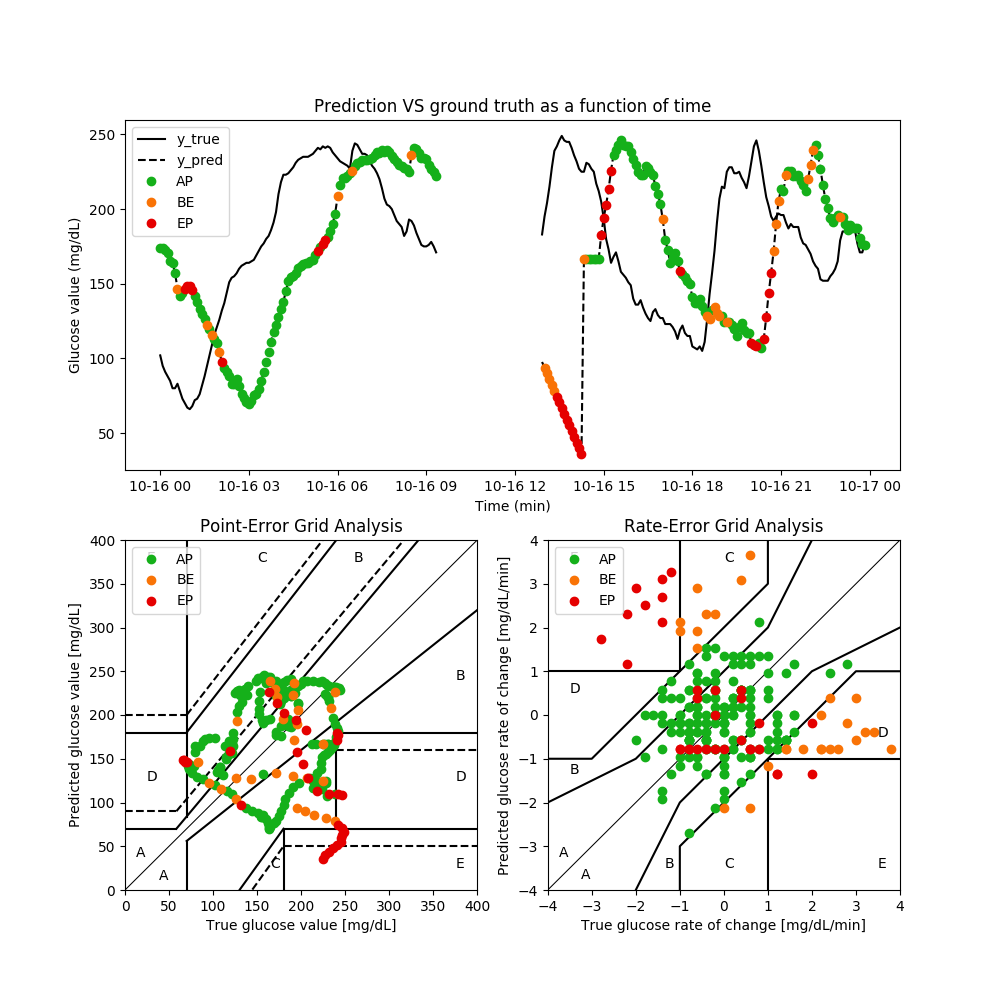 Prediction VS ground truth as a function of time
Glucose value (mg/dL)
250
200
150
100
50
y_true
y_pred
AP
BE
EP
10-16 00
10-16 03
10-16 06
10-16 09
10-16 12
10-16 15
10-16 18
10-16 21
10-17 00
Time (min)
Point-Error Grid Analysis
Predicted glucose value [mg/dL]
400
350
300
250
200
150
100
50
0
AP
BE
EP
C
B
B
D
D
A
A
C
E
0
50
100
150
200
250
300
350
400
True glucose value [mg/dL]
Rate-Error Grid Analysis
Predicted glucose rate of change [mg/dL/min]
4
3
2
1
0
−1
−2
−3
−4
AP
BE
EP
C
D
D
B
A
A
B
C
E
−4
−3
−2
−1
0
1
2
3
4
True glucose rate of change [mg/dL/min]